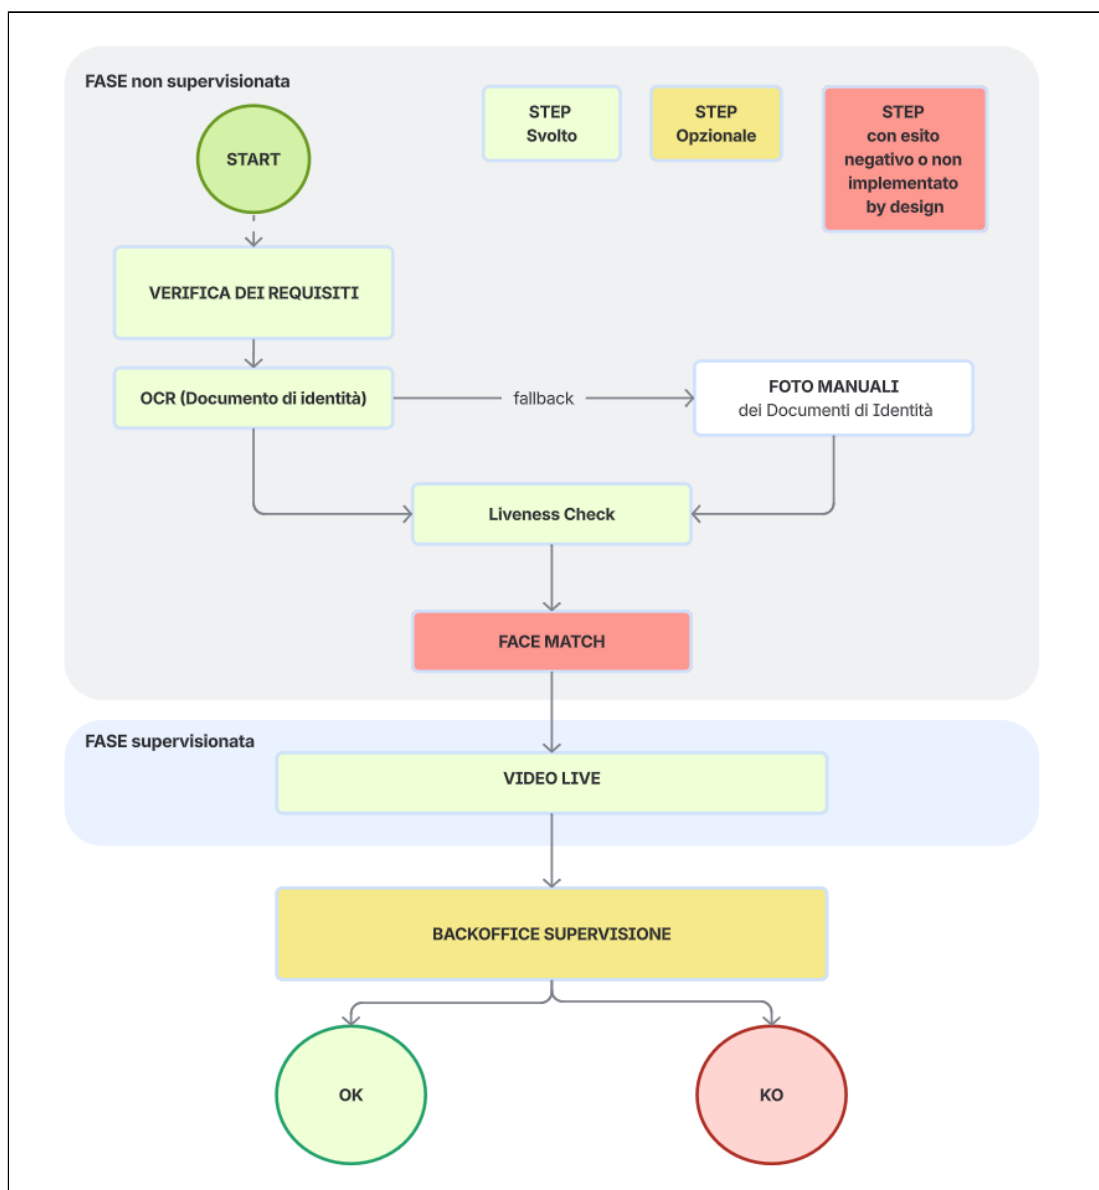 FASE non supervisionata
START
STEP
Svolto
STEP
Opzionale
STEP
con esito
negativo o non
implementato
by design
VERIFICA DEI REQUISITI
OCR (Documento di identità)
fallback
FOTO MANUALI
dei Documenti di Identità
Liveness Check
FACE MATCH
FASE supervisionata
VIDEO LIVE
BACKOFFICE SUPERVISIONE
OK
KO